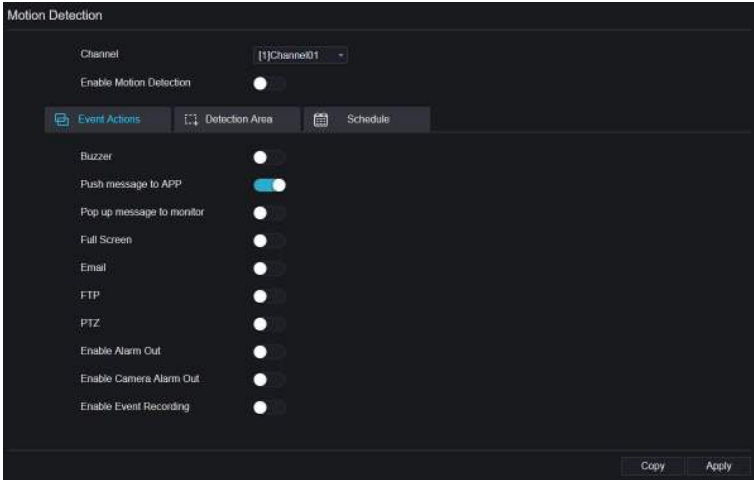 Motion Detection
Channel [1]Channel01
Enable Motion Detection
Event Actions Detection Area Schedule
Buzzer
Push message to APP
Pop up message to monitor
Full Screen
Email
FTP
PTZ
Enable Alarm Out
Enable Camera Alarm Out
Enable Event Recording
Copy Apply